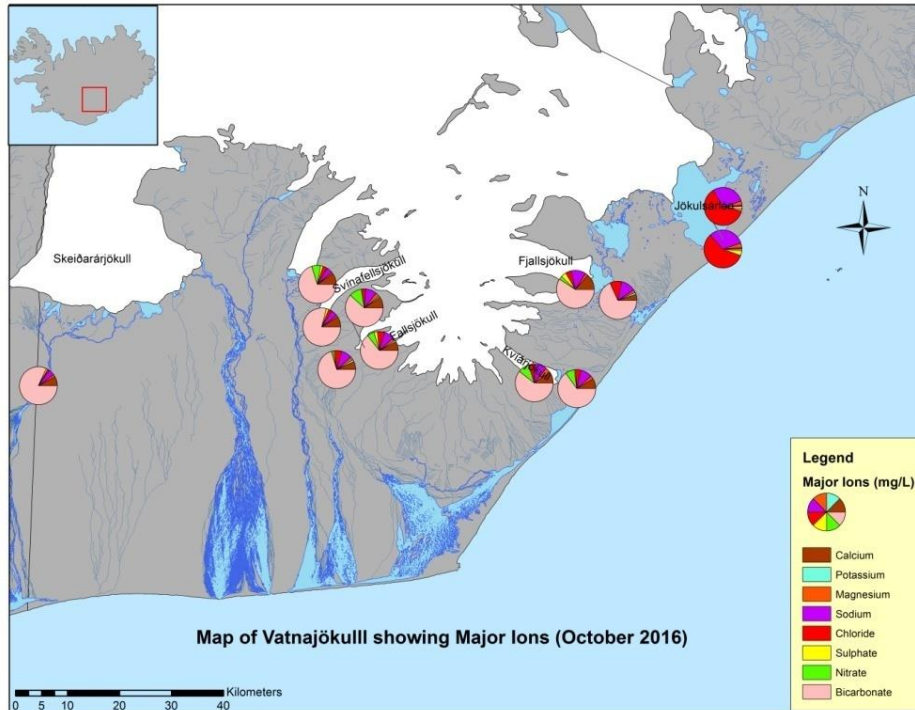 N
Jökulsárlón
Skeiðarárjökull
Svínafellsjökull
Fjallsjökull
Fallsjökull
Kvíárjökull
Legend
Major Ions (mg/L)
Calcium
Potassium
Magnesium
Sodium
Chloride
Sulphate
Nitrate
Bicarbonate
Map of Vatnajökulll showing Major Ions (October 2016)
Kilometers
0 5 10 20 30 40